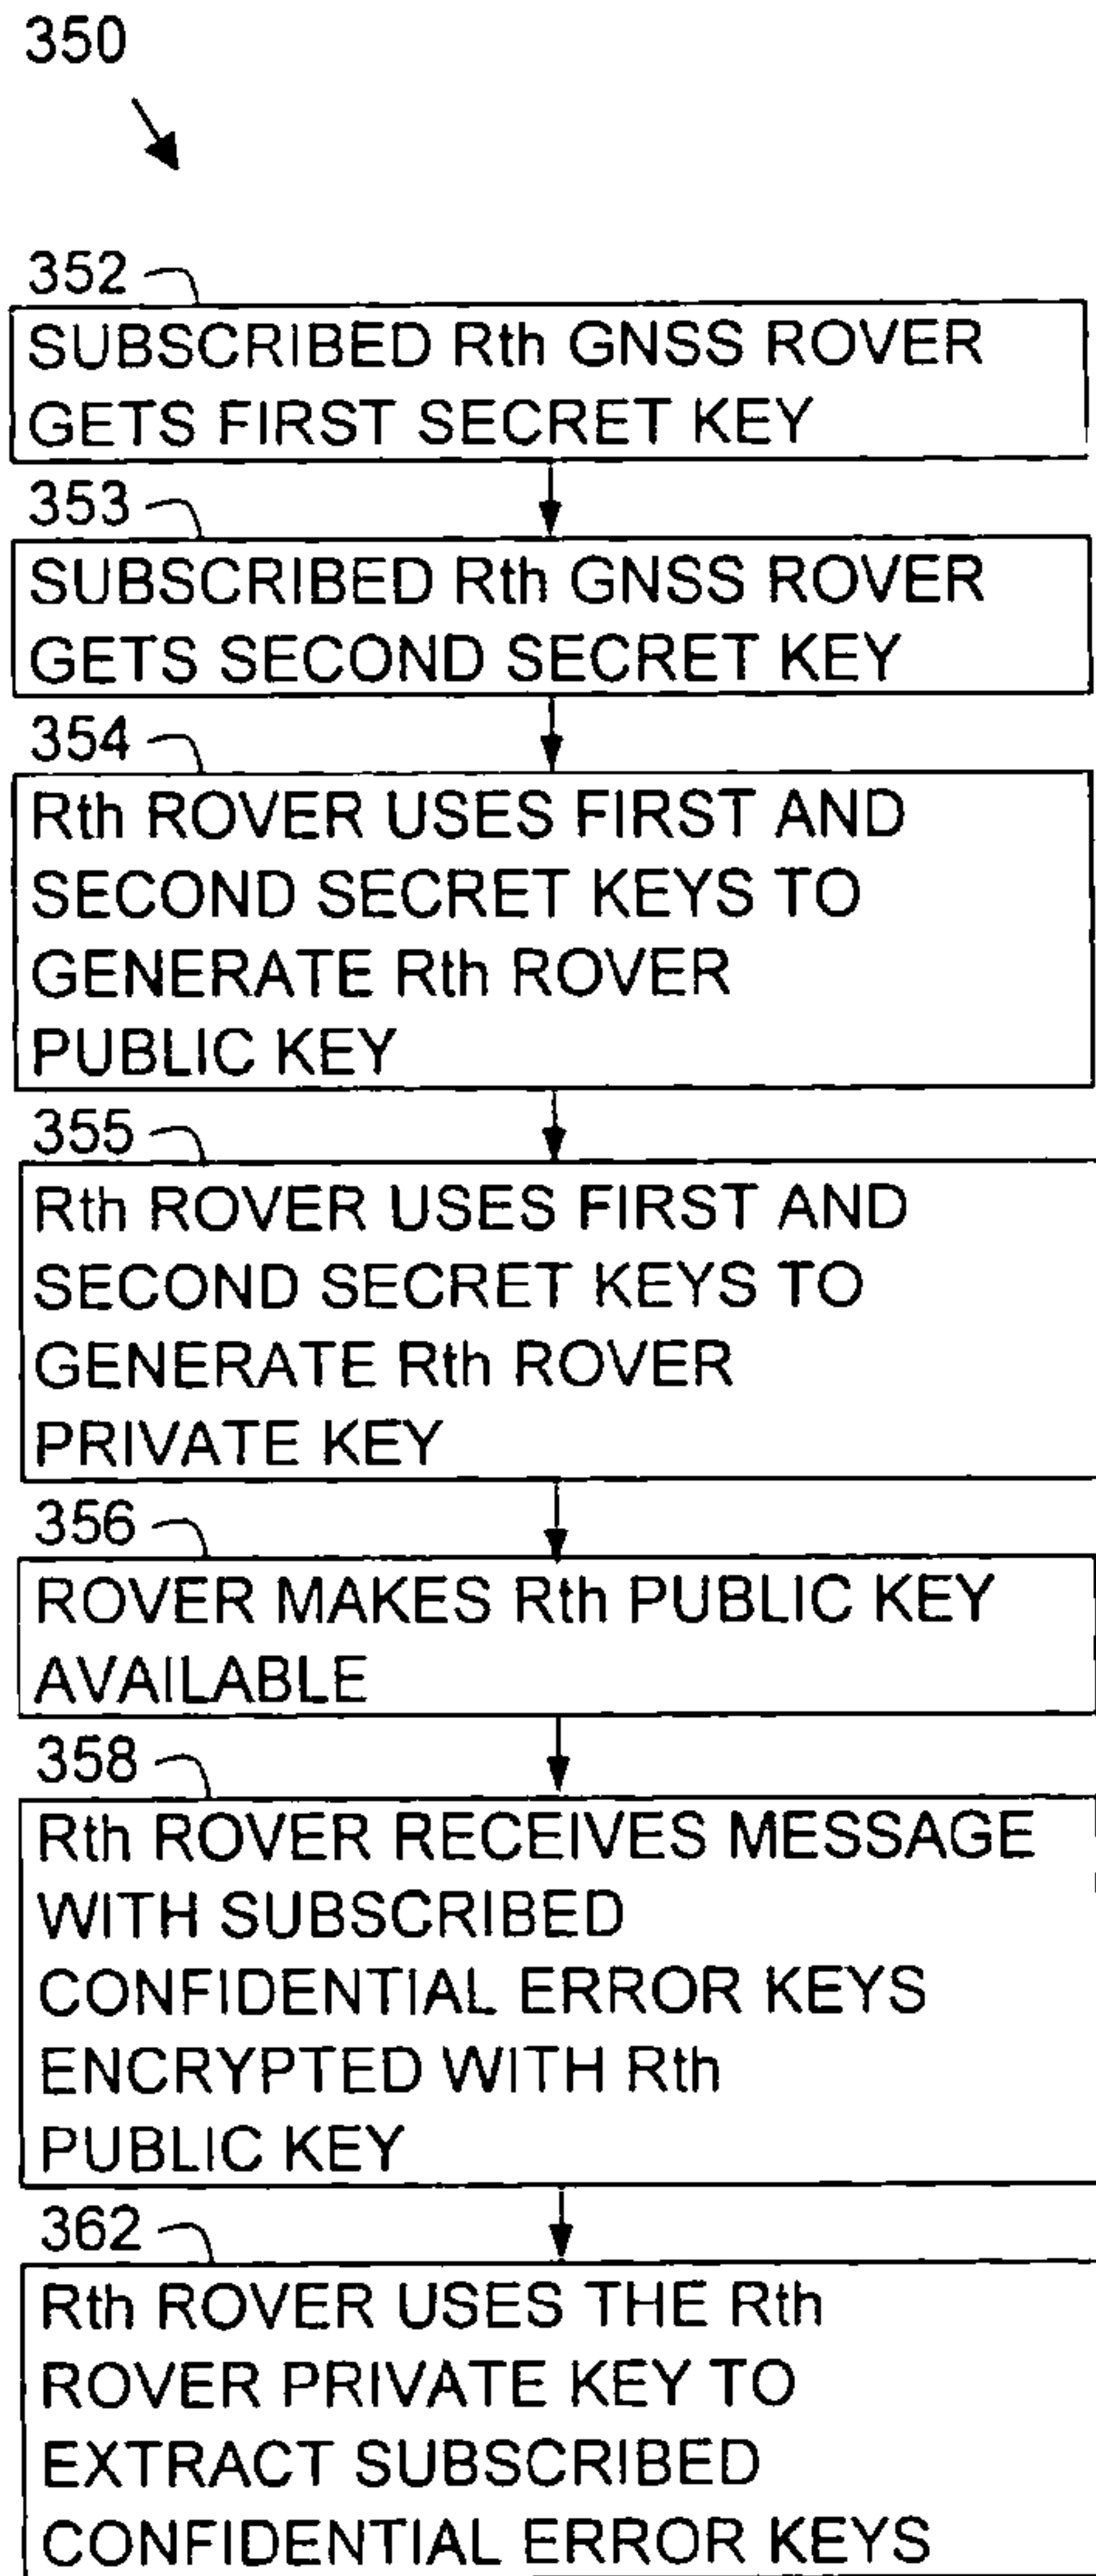 350
352
SUBSCRIBED Rth GNSS ROVER
GETS FIRST SECRET KEY
353
SUBSCRIBED Rth GNSS ROVER
GETS SECOND SECRET KEY
354
Rth ROVER USES FIRST AND
SECOND SECRET KEYS TO
GENERATE Rth ROVER
PUBLIC KEY
355
Rth ROVER USES FIRST AND
SECOND SECRET KEYS TO
GENERATE Rth ROVER
PRIVATE KEY
356
ROVER MAKES Rth PUBLIC KEY
AVAILABLE
358
Rth ROVER RECEIVES MESSAGE
WITH SUBSCRIBED
CONFIDENTIAL ERROR KEYS
ENCRYPTED WITH Rth
PUBLIC KEY
362
Rth ROVER USES THE Rth
ROVER PRIVATE KEY TO
EXTRACT SUBSCRIBED
CONFIDENTIAL ERROR KEYS